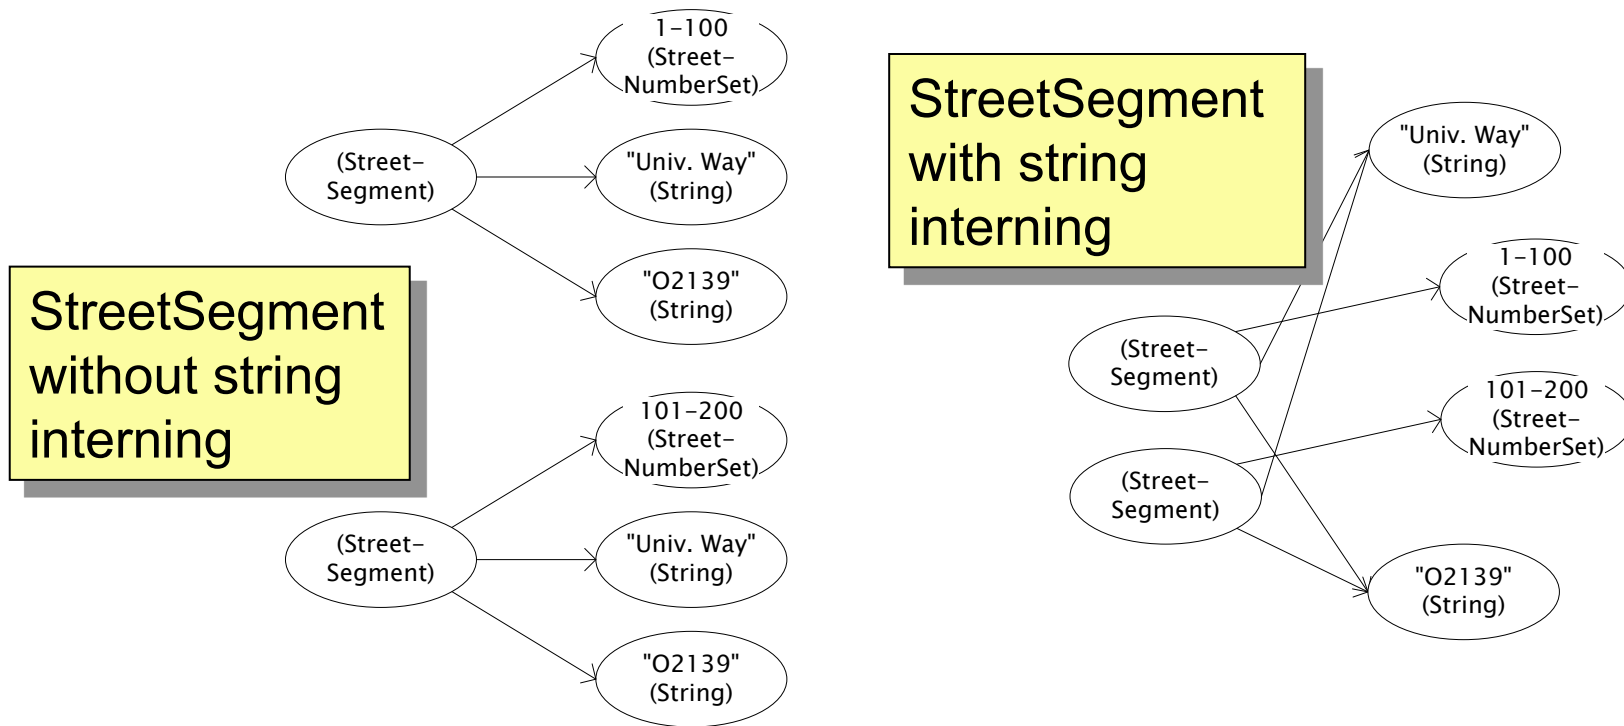 1-100
(Street-
NumberSet)
(Street-
Segment)
"Univ. Way"
(String)
"O2139"
(String)
StreetSegment
without string
interning
101-200
(Street-
NumberSet)
(Street-
Segment)
"Univ. Way"
(String)
"O2139"
(String)
StreetSegment
with string
interning
"Univ. Way"
(String)
1-100
(Street-
NumberSet)
(Street-
Segment)
101-200
(Street-
NumberSet)
(Street-
Segment)
"O2139"
(String)